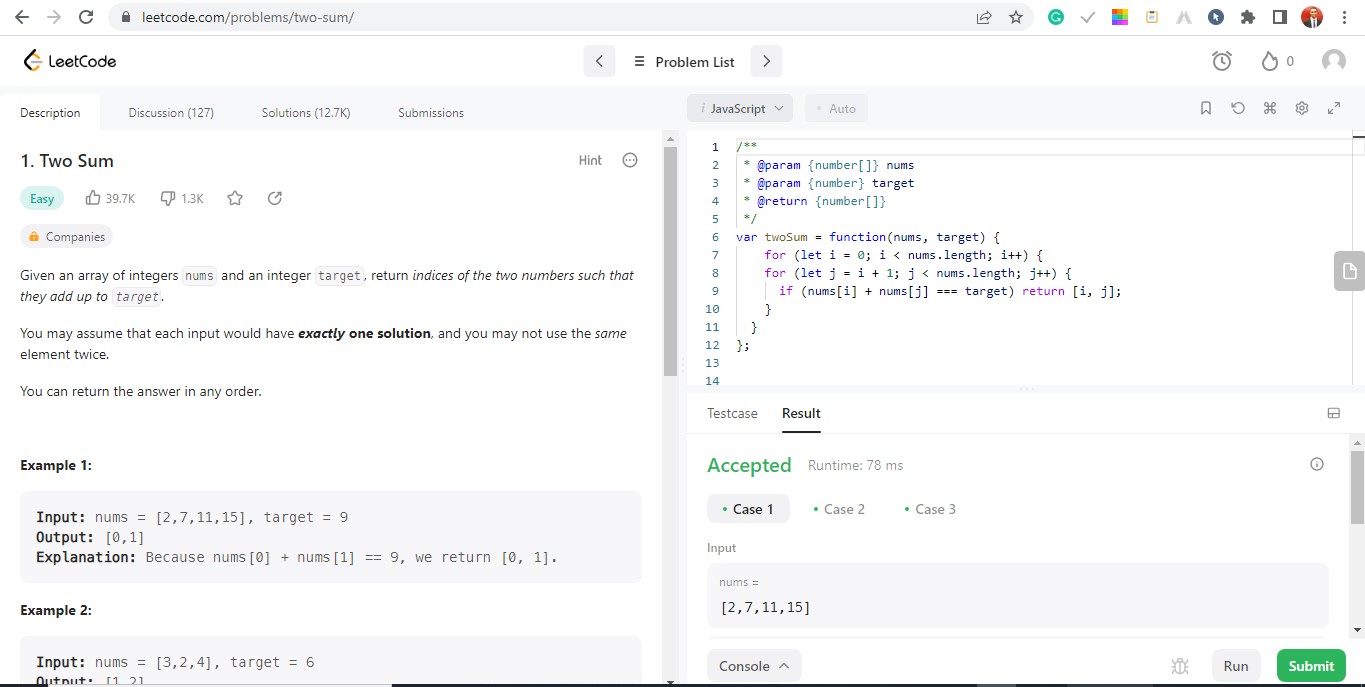 leetcode.com/problems/two-sum/
LeetCode
Problem List
0
Description Discussion (127) Solutions (12.7K) Submissions
1. Two Sum
Hint
Easy 39.7K 1.3K
Companies
Given an array of integers nums and an integer target, return indices of the two numbers such that
they add up to target.
You may assume that each input would have exactly one solution, and you may not use the same
element twice.
You can return the answer in any order.
Example 1:
Input: nums = [2,7,11,15], target = 9
Output: [0,1]
Explanation: Because nums[0] + nums[1] == 9, we return [0, 1].
Example 2:
Input: nums = [3,2,4], target = 6
Output: [1,2]
i JavaScript • Auto
1 /**
2 * @param {number[]} nums
3 * @param {number} target
4 * @return {number[]}
5 */
6 var twoSum = function(nums, target) {
7 for (let i = 0; i < nums.length; i++) {
8 for (let j = i + 1; j < nums.length; j++) {
9 if (nums[i] + nums[j] === target) return [i, j];
10 }
11 }
12 };
13
14
Testcase Result
Accepted Runtime: 78 ms
• Case 1 • Case 2 • Case 3
Input
nums =
[2,7,11,15]
Console Run Submit